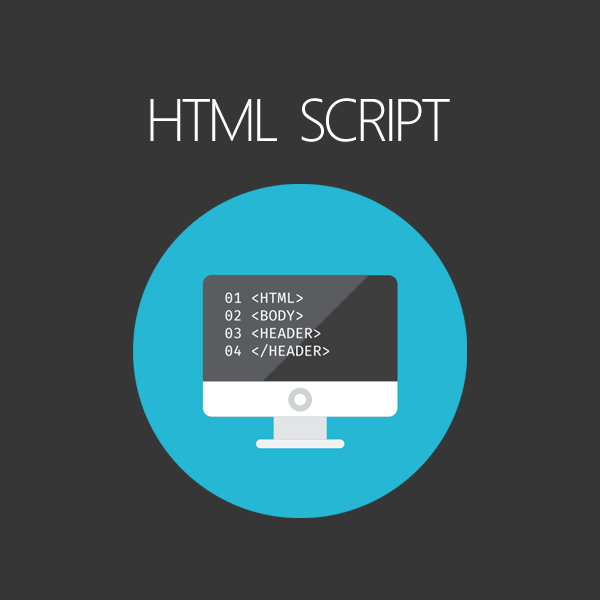 HTML SCRIPT
01 <HTML>
02 <BODY>
03 <HEADER>
04 </HEADER>